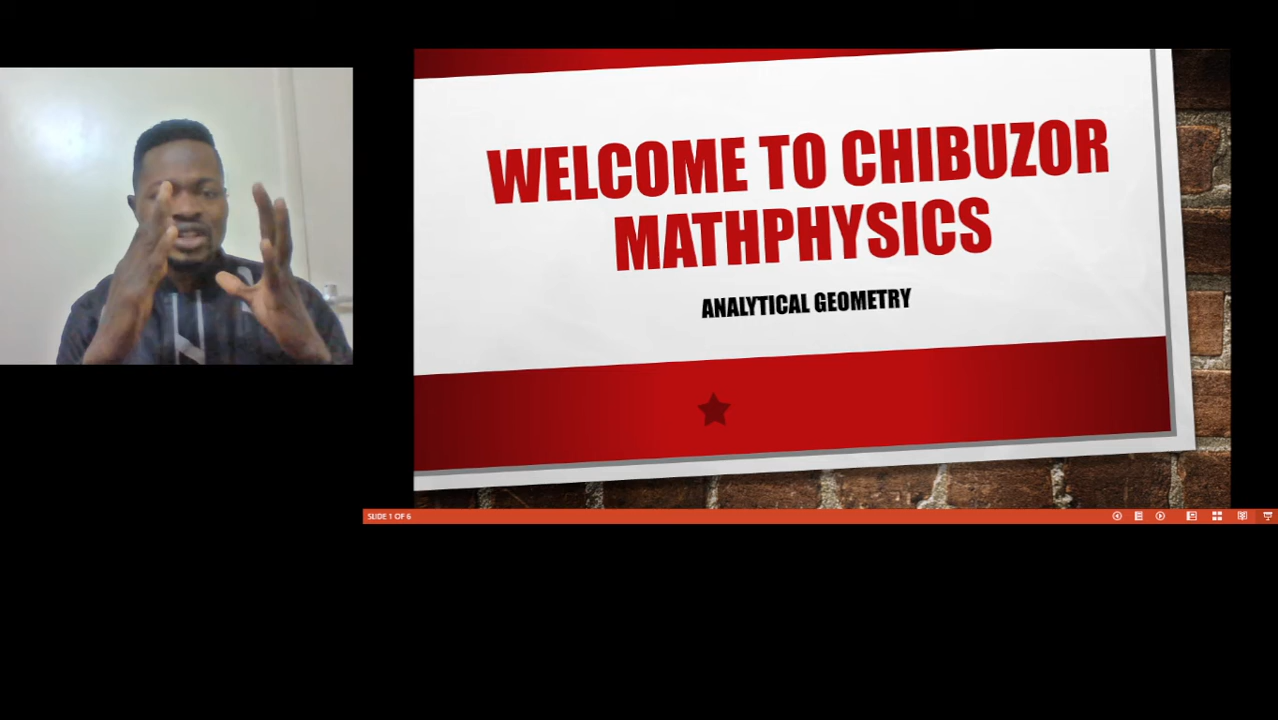 WELCOME TO CHIBUZOR
MATHPHYSICS
ANALYTICAL GEOMETRY
SLIDE 1 OF 6